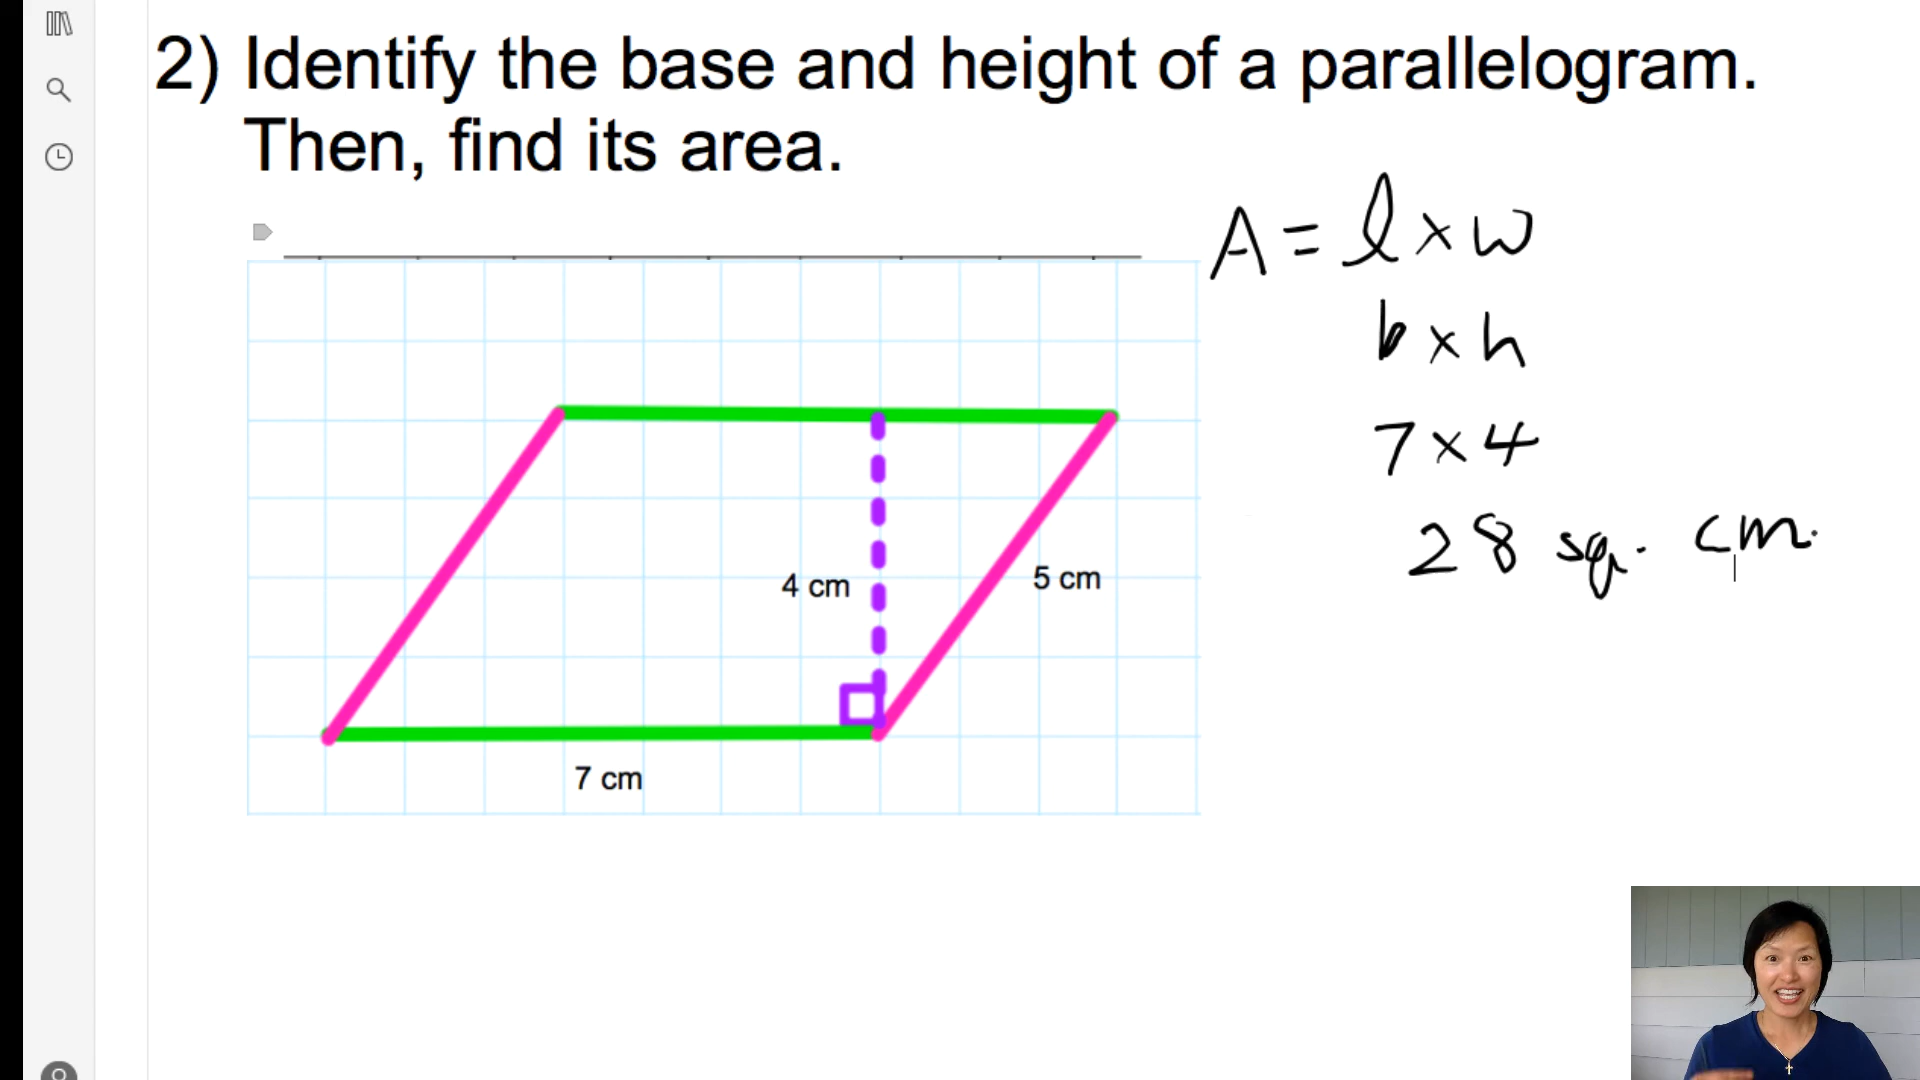 2) Identify the base and height of a parallelogram.
Then, find its area.
A = l × w
b × h
7 × 4
28 sq. cm.
4 cm
5 cm
7 cm